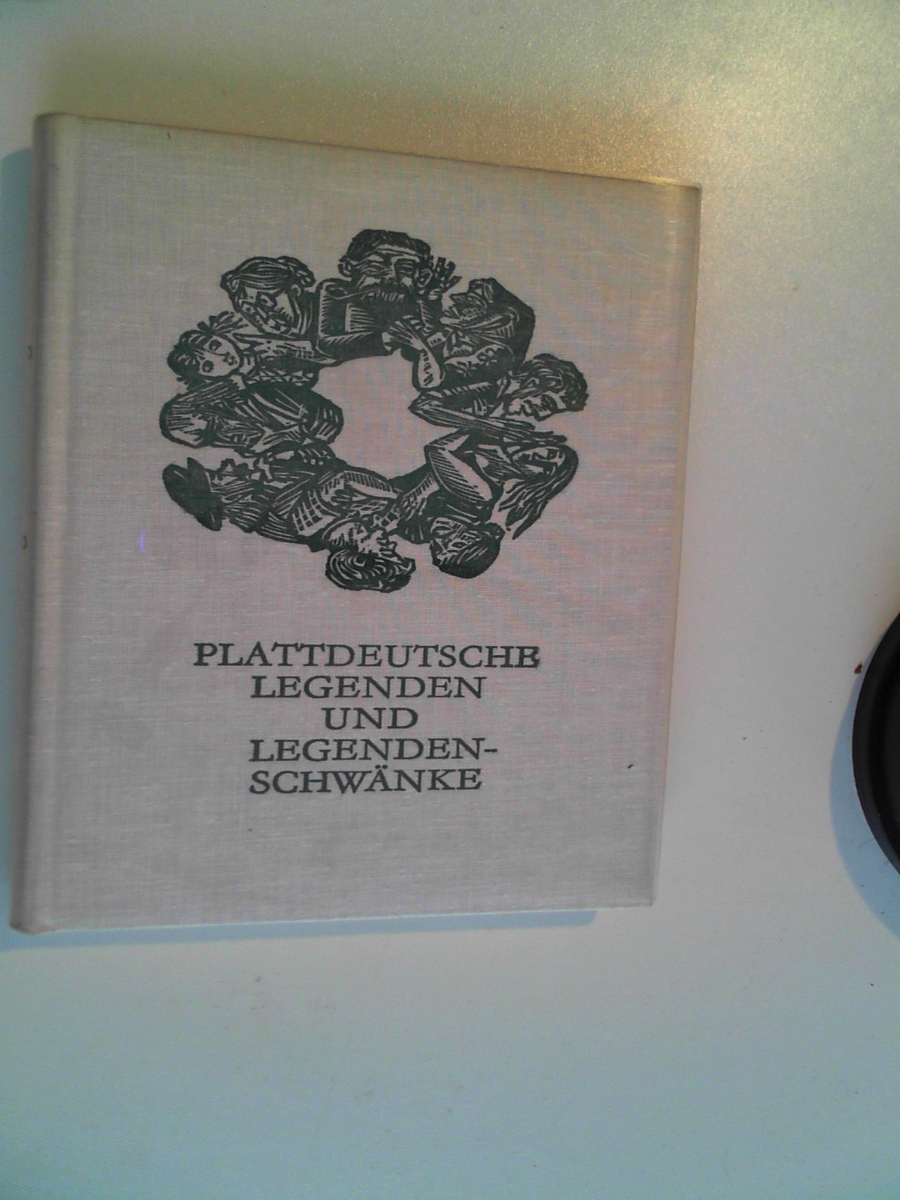 PLATTDEUTSCHE
LEGENDEN
UND
LEGENDEN-
SCHWÄNKE